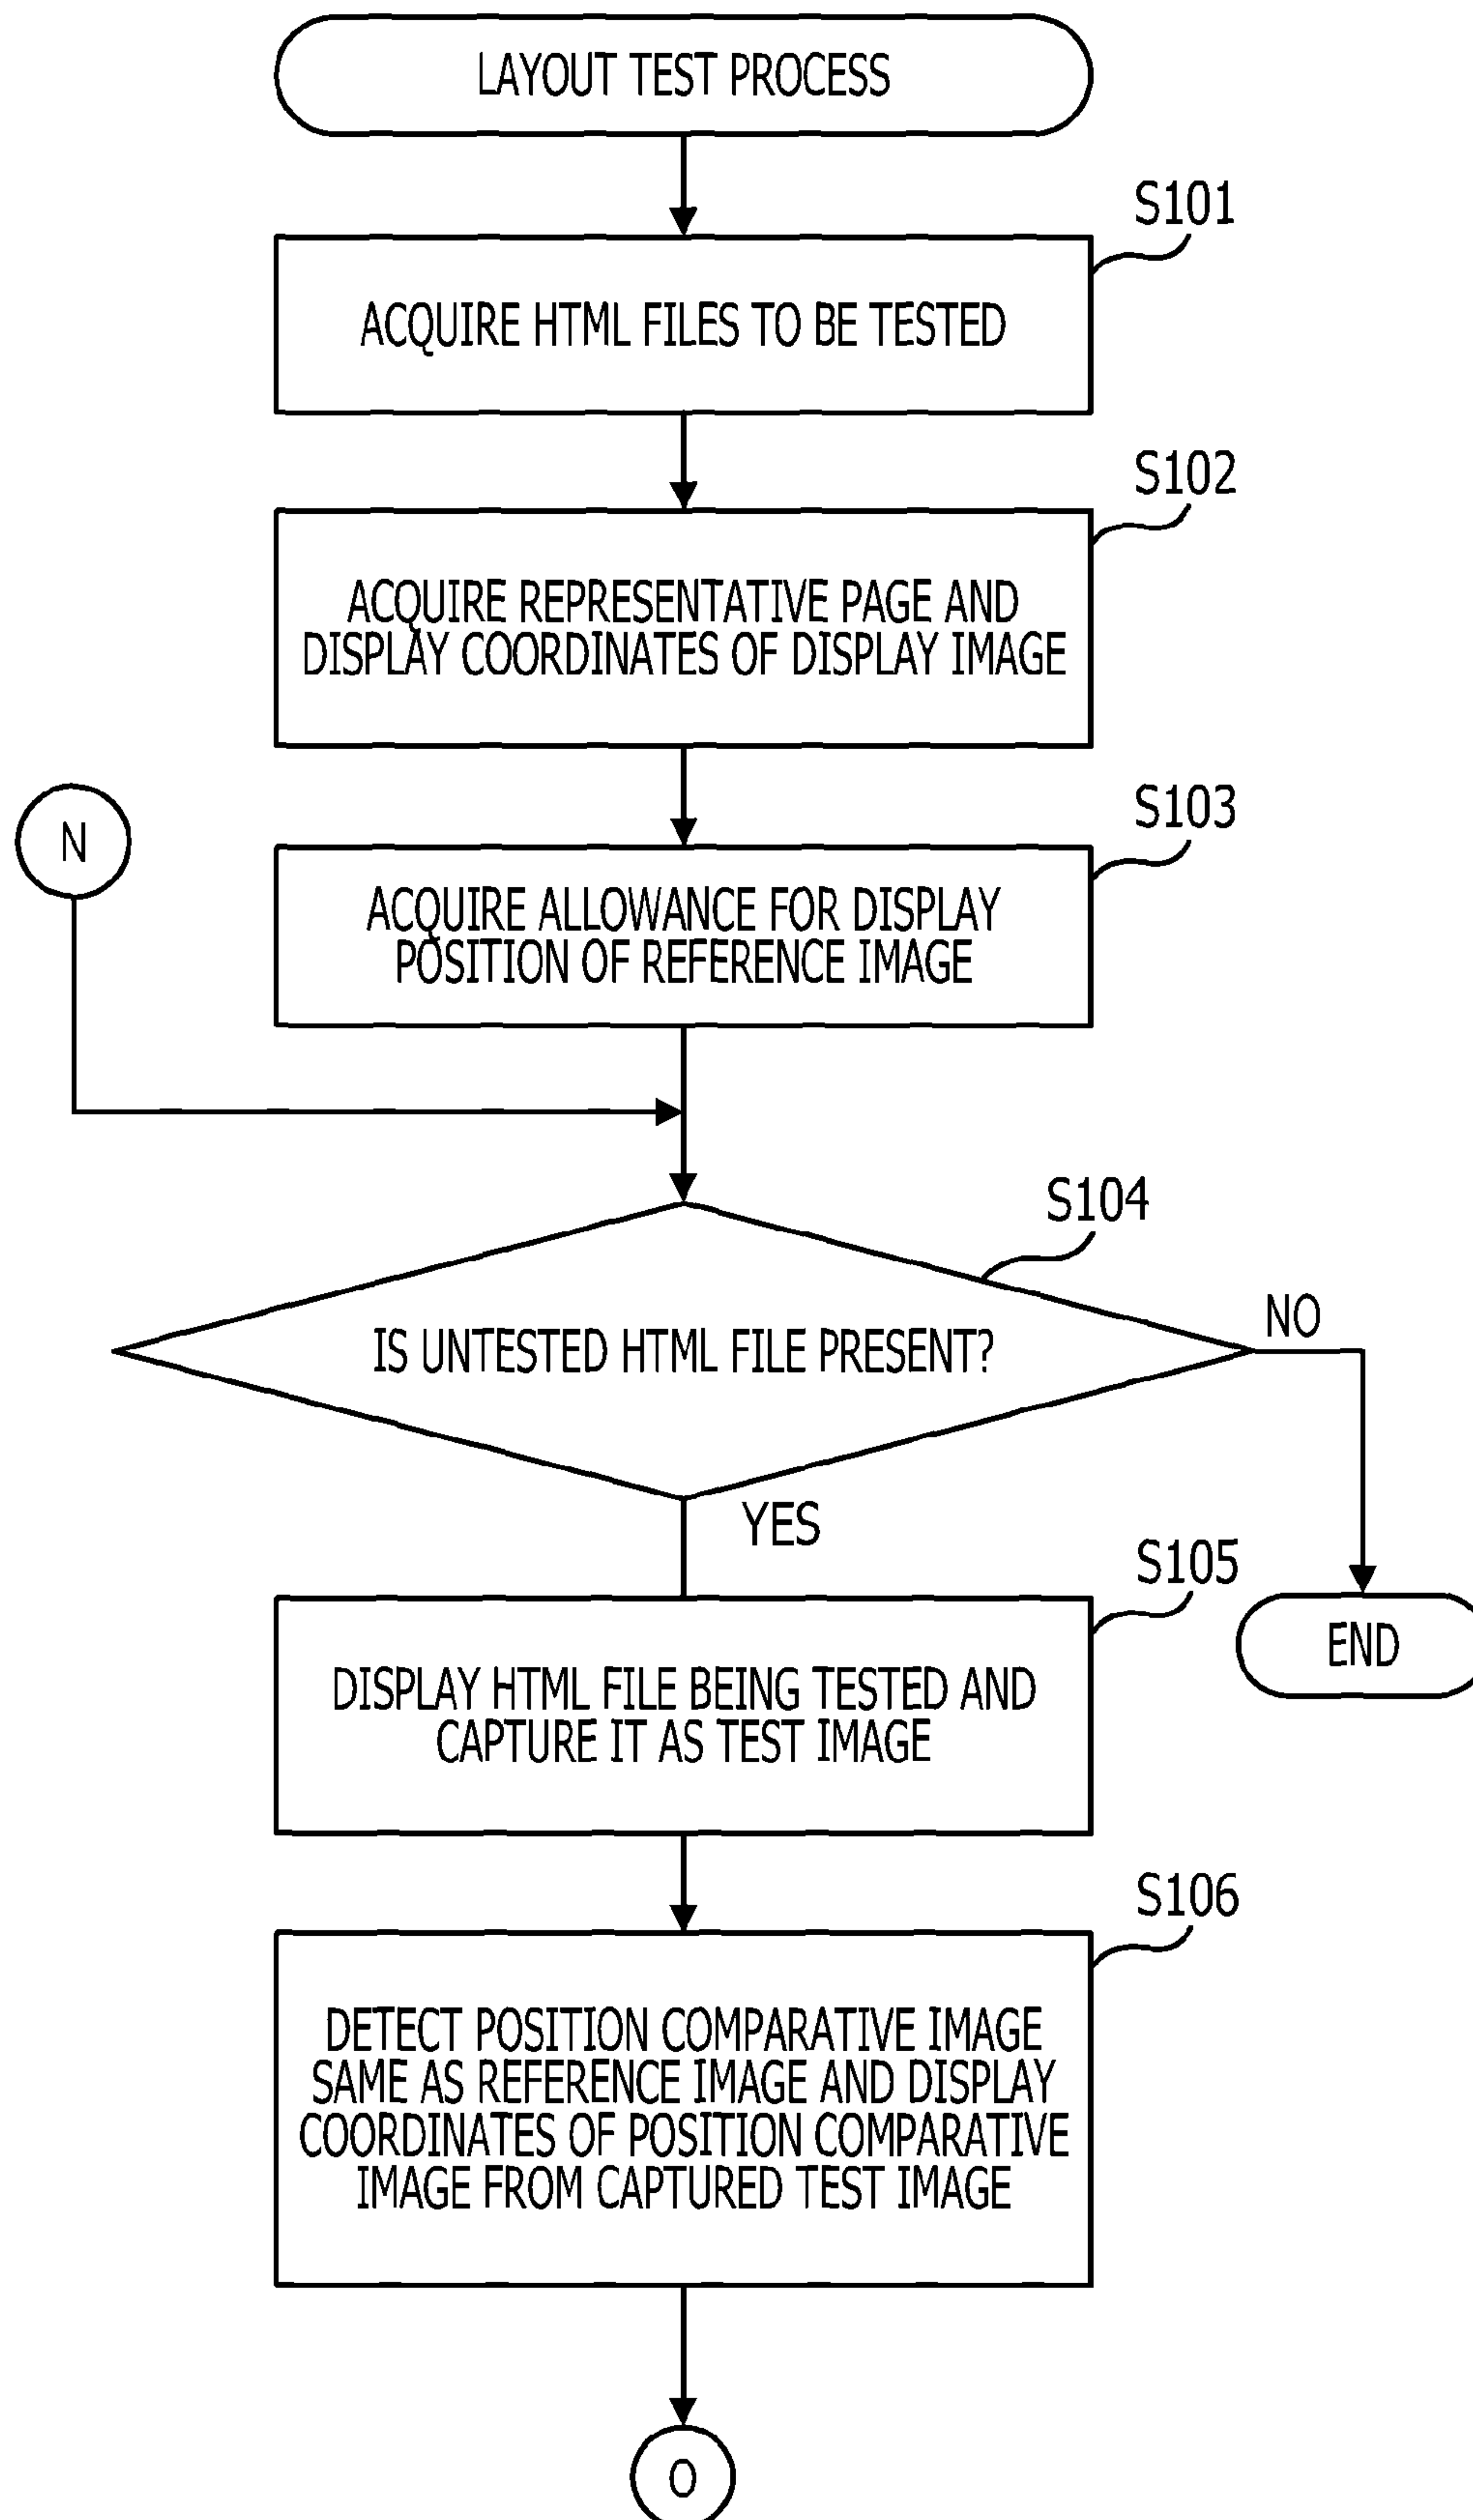 LAYOUT TEST PROCESS
S101
ACQUIRE HTML FILES TO BE TESTED
S102
ACQUIRE REPRESENTATIVE PAGE AND
DISPLAY COORDINATES OF DISPLAY IMAGE
N
S103
ACQUIRE ALLOWANCE FOR DISPLAY
POSITION OF REFERENCE IMAGE
S104
IS UNTESTED HTML FILE PRESENT?
NO
YES
S105
END
DISPLAY HTML FILE BEING TESTED AND
CAPTURE IT AS TEST IMAGE
S106
DETECT POSITION COMPARATIVE IMAGE
SAME AS REFERENCE IMAGE AND DISPLAY
COORDINATES OF POSITION COMPARATIVE
IMAGE FROM CAPTURED TEST IMAGE
O